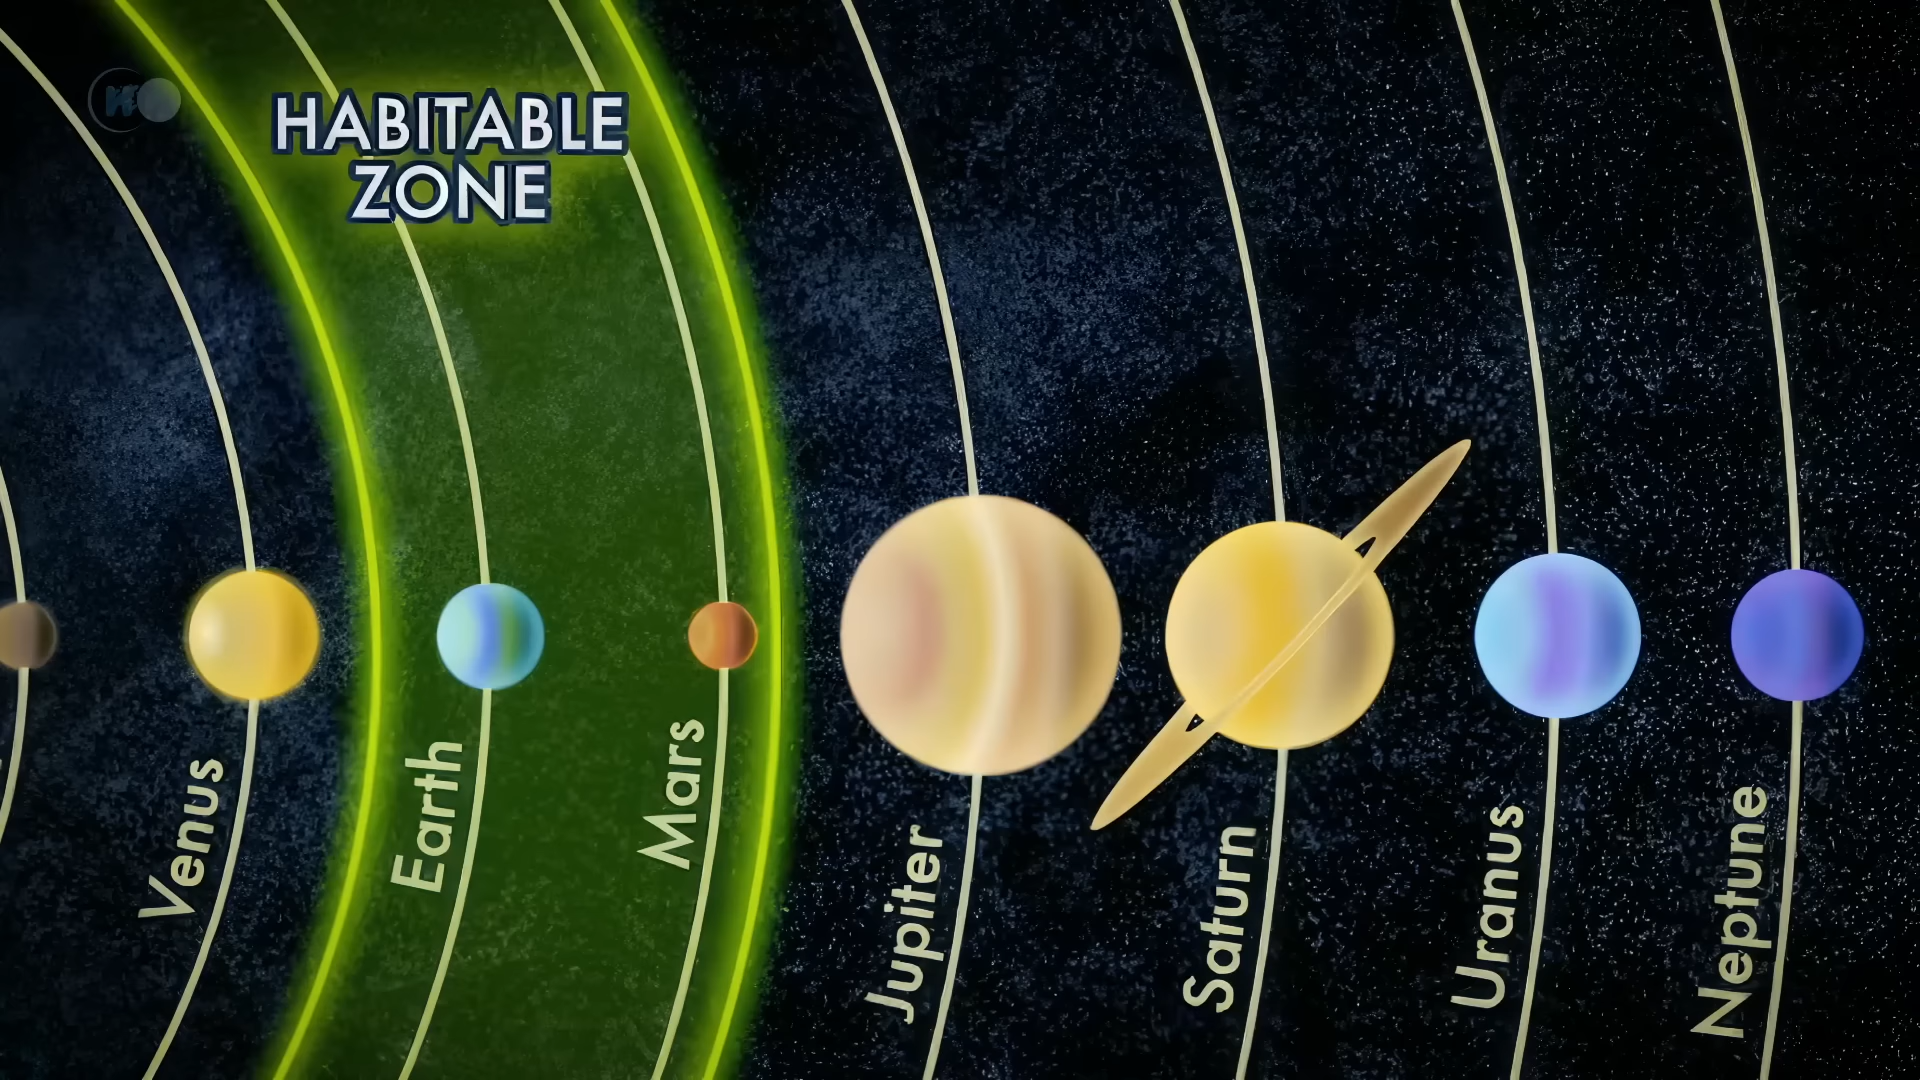 HABITABLE
ZONE
Venus
Earth
Mars
Jupiter
Saturn
Uranus
Neptune